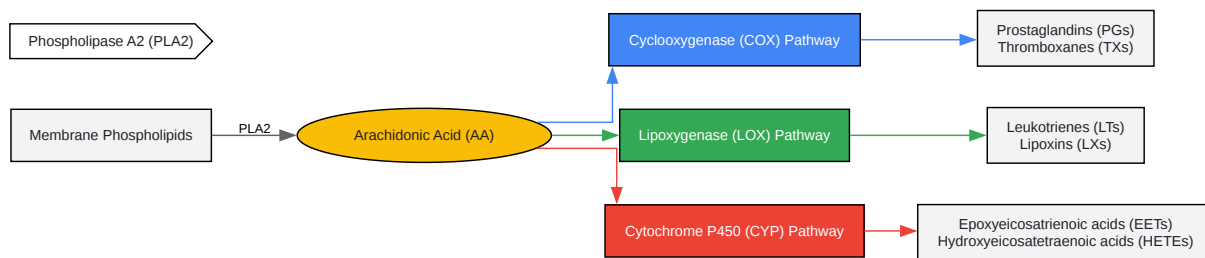 Phospholipase A2 (PLA2)
Cyclooxygenase (COX) Pathway
Prostaglandins (PGs)
Thromboxanes (TXs)
Membrane Phospholipids
PLA2
Arachidonic Acid (AA)
Lipoxygenase (LOX) Pathway
Leukotrienes (LTs)
Lipoxins (LXs)
Cytochrome P450 (CYP) Pathway
Epoxyeicosatrienoic acids (EETs)
Hydroxyeicosatetraenoic acids (HETEs)